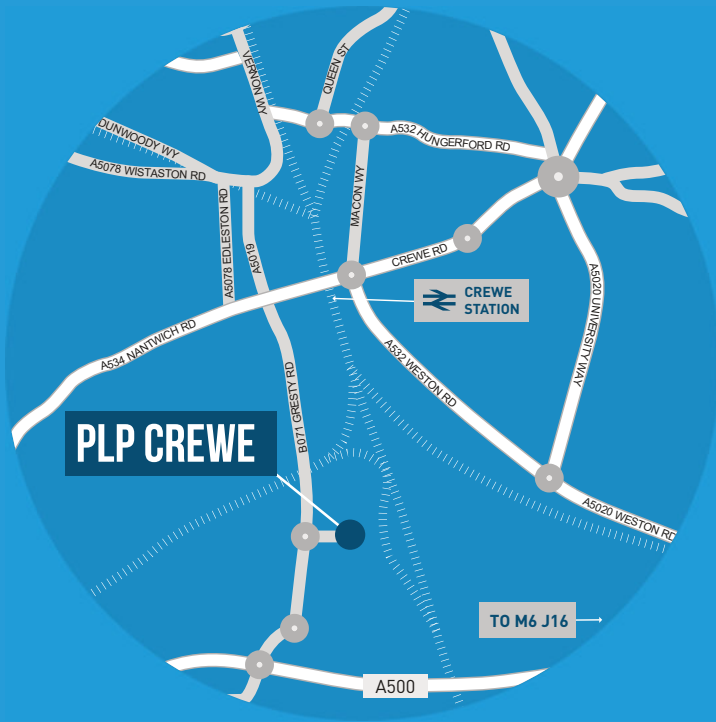 VERNON WY
QUEEN ST
DUNWOODY WY
A532 HUNGERFORD RD
A5078 WISTASTON RD
MACON WY
A5078 EDLESTON RD
A5019
CREWE RD
CREWE
STATION
A5020 UNIVERSITY WAY
A534 NANTWICH RD
A532 WESTON RD
B071 GRESTY RD
PLP CREWE
A5020 WESTON RD
TO M6 J16
A500